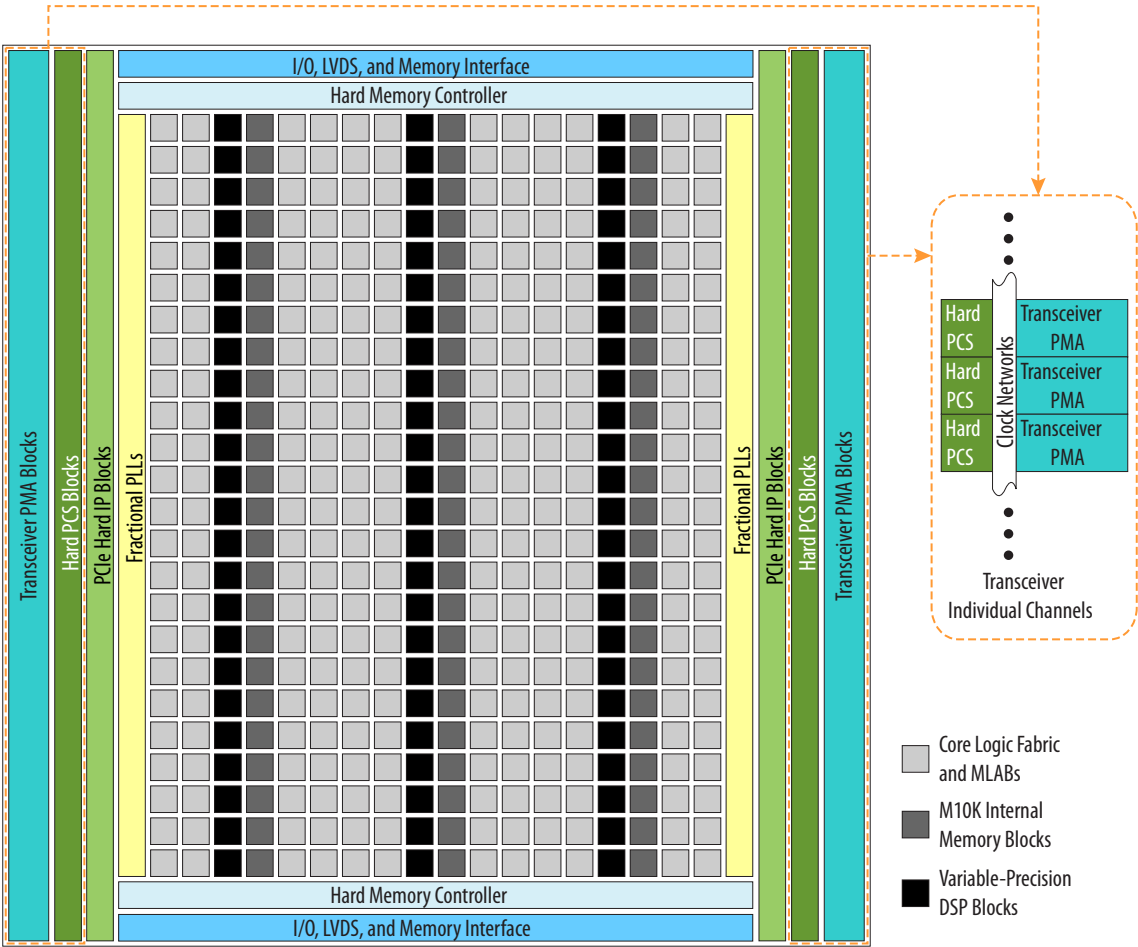 I/O, LVDS, and Memory Interface
Hard Memory Controller
Transceiver PMA Blocks
Hard PCS Blocks
PCIe Hard IP Blocks
Fractional PLLs
Fractional PLLs
PCIe Hard IP Blocks
Hard PCS Blocks
Transceiver PMA Blocks
Hard Memory Controller
I/O, LVDS, and Memory Interface
Hard
PCS
Transceiver
PMA
Hard
PCS
Transceiver
PMA
Hard
PCS
Transceiver
PMA
Clock Networks
Transceiver
Individual Channels
Core Logic Fabric
and MLABs
M10K Internal
Memory Blocks
Variable-Precision
DSP Blocks